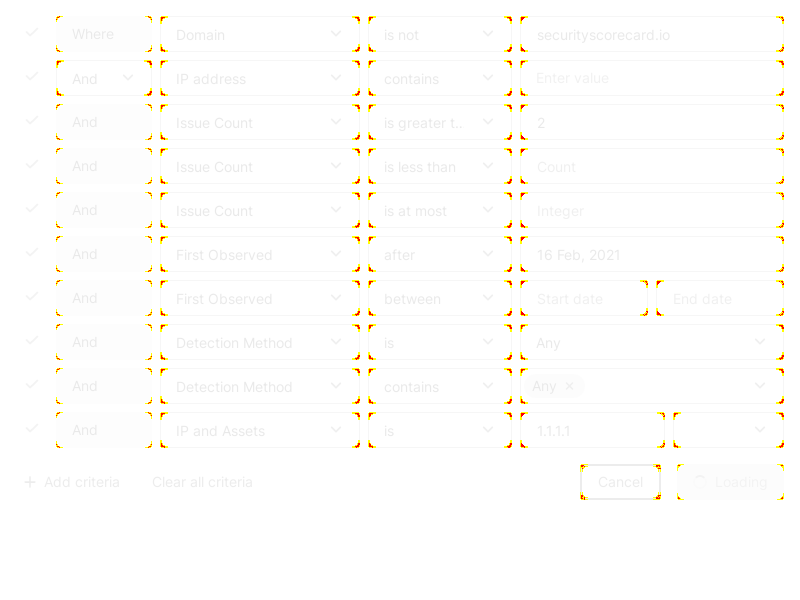 Where Domain is not securityscorecard.io
And IP address contains Enter value
And Issue Count is greater t.. 2
And Issue Count is less than Count
And Issue Count is at most Integer
And First Observed after 16 Feb, 2021
And First Observed between Start date End date
And Detection Method is Any
And Detection Method contains Any
And IP and Assets is 1.1.1.1
Add criteria Clear all criteria Cancel Loading